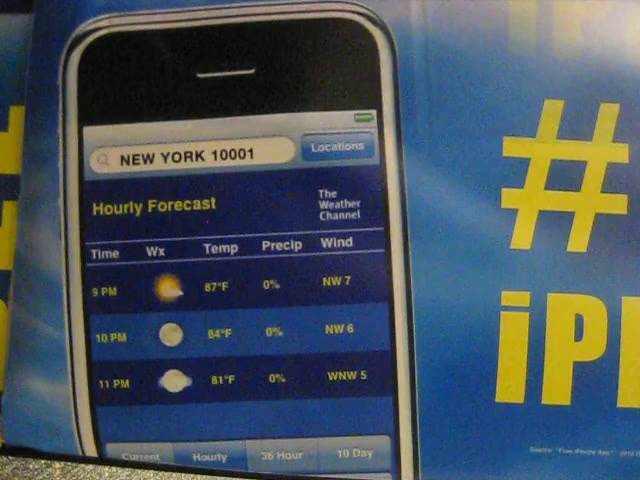 NEW YORK 10001
Locations
Hourly Forecast
The
Weather
Channel
Time Wx Temp Precip Wind
9 PM 87°F 0% NW 7
10 PM 84°F 0% NW 6
11 PM 81°F 0% WNW 5
Current Hourly 36 Hour 10 Day
#
iP